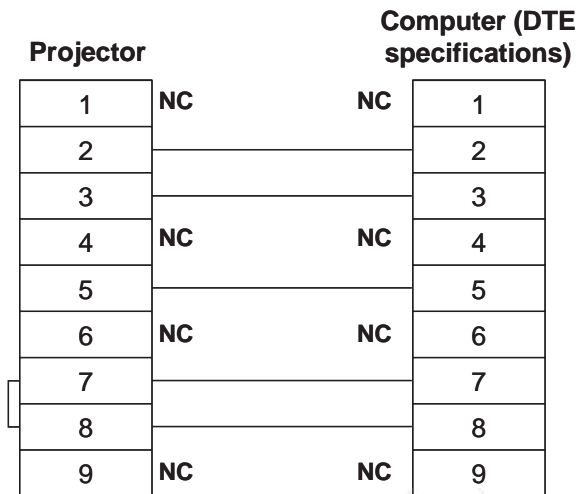 Computer (DTE
Projector specifications)
1 NC NC 1
2 2
3 3
4 NC NC 4
5 5
6 NC NC 6
7 7
8 8
9 NC NC 9